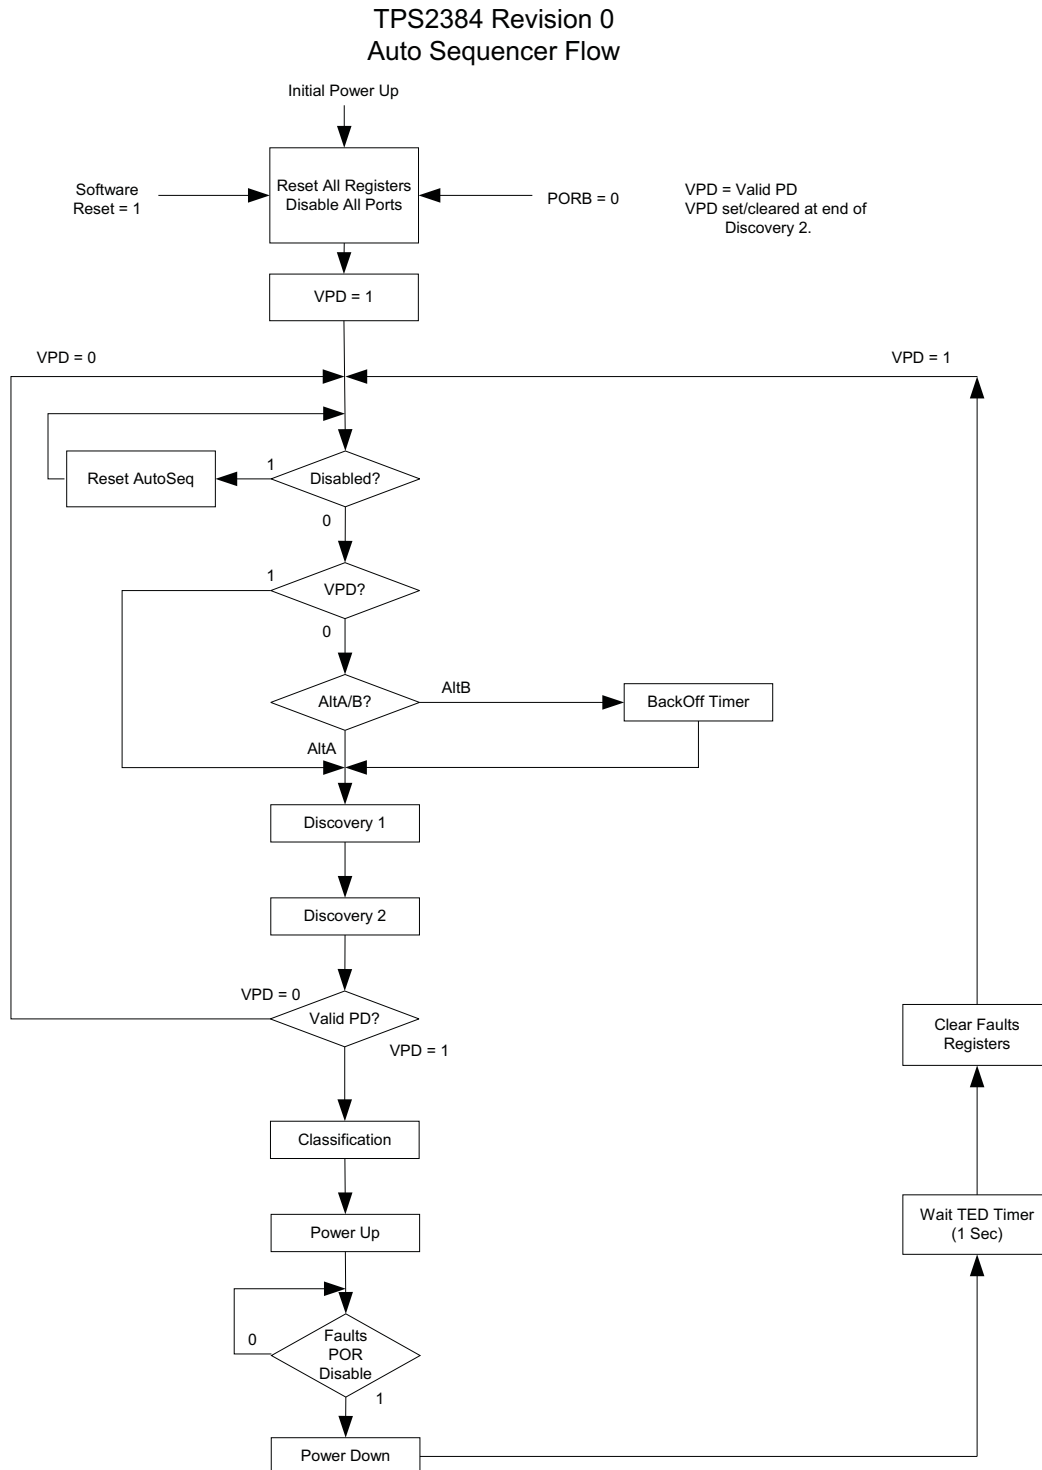 TPS2384 Revision 0
Auto Sequencer Flow
Initial Power Up
Reset All Registers
Disable All Ports
Software
Reset = 1
PORB = 0
VPD = Valid PD
VPD set/cleared at end of
Discovery 2.
VPD = 1
VPD = 0
VPD = 1
Reset AutoSeq
1
Disabled?
0
1
VPD?
0
AltA/B?
AltB
BackOff Timer
AltA
Discovery 1
Discovery 2
VPD = 0
Valid PD?
VPD = 1
Clear Faults
Registers
Classification
Power Up
Wait TED Timer
(1 Sec)
0
Faults
POR
Disable
1
Power Down